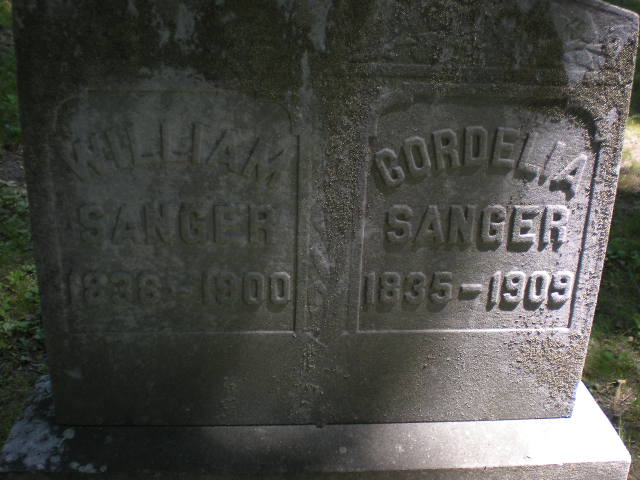 WILLIAM
SANGER
1836-1900
CORDELIA
SANGER
1835-1909